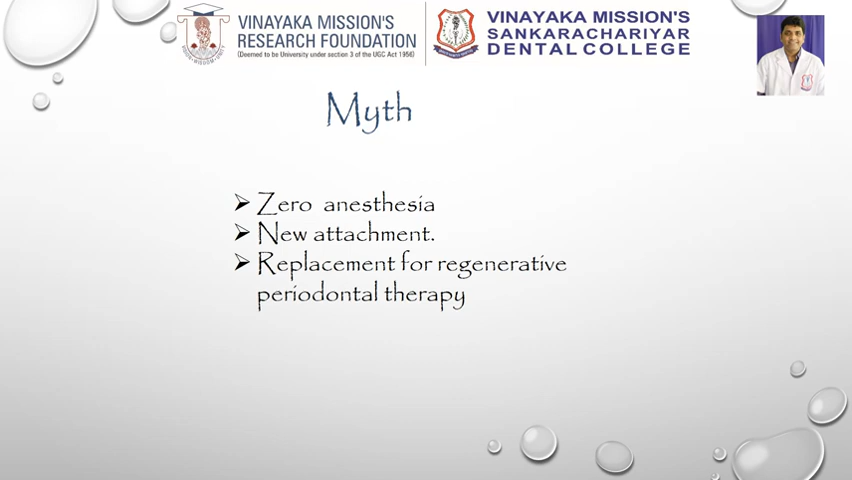 VINAYAKA MISSION'S
RESEARCH FOUNDATION
(Deemed to be University under section 3 of the UGC Act 1956)
VINAYAKA MISSION'S
SANKARACHARIYAR
DENTAL COLLEGE
Myth
➢ Zero anesthesia
➢ New attachment.
➢ Replacement for regenerative
periodontal therapy